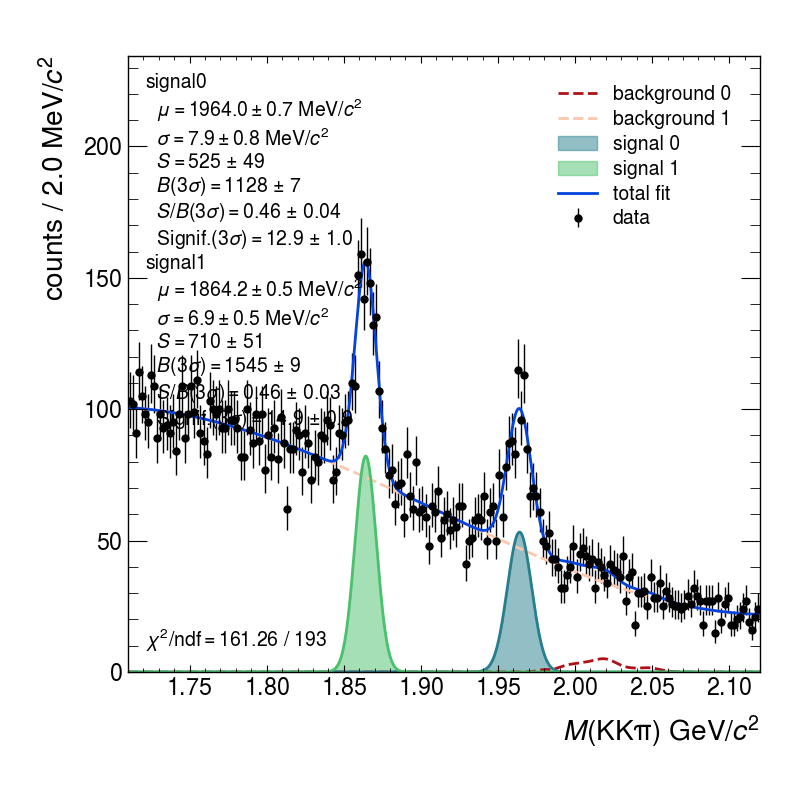 counts / 2.0 MeV/c²
signal0
μ = 1964.0 ± 0.7 MeV/c²
σ = 7.9 ± 0.8 MeV/c²
S = 525 ± 49
B(3σ) = 1128 ± 7
S/B(3σ) = 0.46 ± 0.04
Signif.(3σ) = 12.9 ± 1.0
signal1
μ = 1864.2 ± 0.5 MeV/c²
σ = 6.9 ± 0.5 MeV/c²
S = 710 ± 51
B(3σ) = 1545 ± 9
S/B(3σ) = 0.46 ± 0.03
background 0
background 1
signal 0
signal 1
total fit
data
200
150
100
50
0
χ²/ndf = 161.26 / 193
1.75 1.80 1.85 1.90 1.95 2.00 2.05 2.10
M(KKπ) GeV/c²